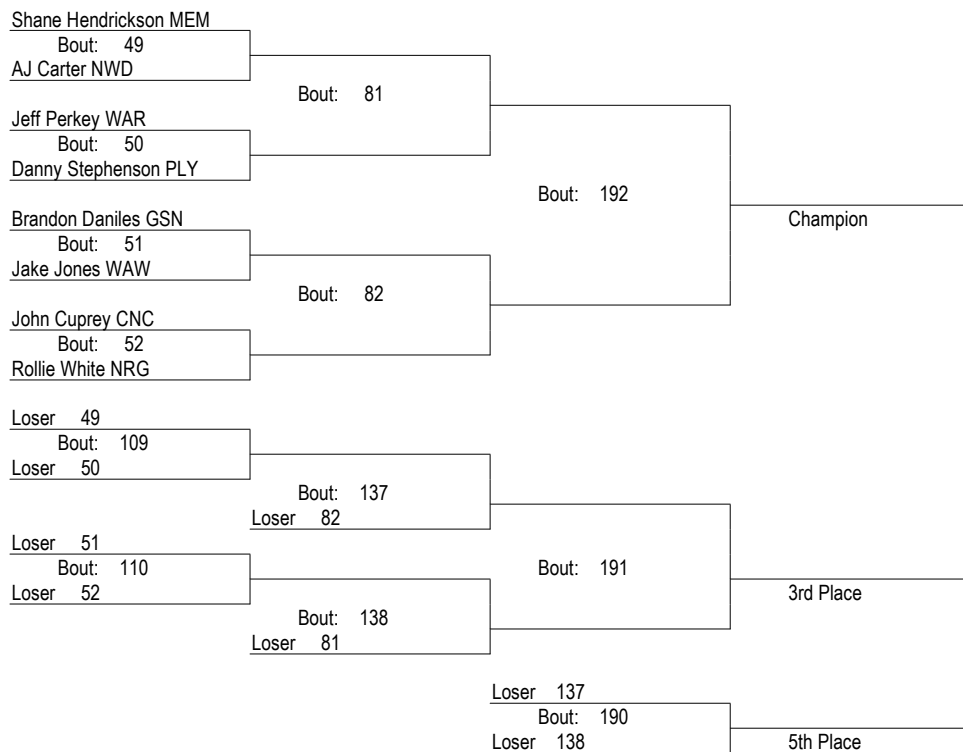 Shane Hendrickson MEM
Bout: 49
AJ Carter NWD
Bout: 81
Jeff Perkey WAR
Bout: 50
Danny Stephenson PLY
Bout: 192
Brandon Daniles GSN
Champion
Bout: 51
Jake Jones WAW
Bout: 82
John Cuprey CNC
Bout: 52
Rollie White NRG
Loser 49
Bout: 109
Loser 50
Bout: 137
Loser 82
Loser 51
Bout: 110
Bout: 191
Loser 52
3rd Place
Bout: 138
Loser 81
Loser 137
Bout: 190
Loser 138
5th Place